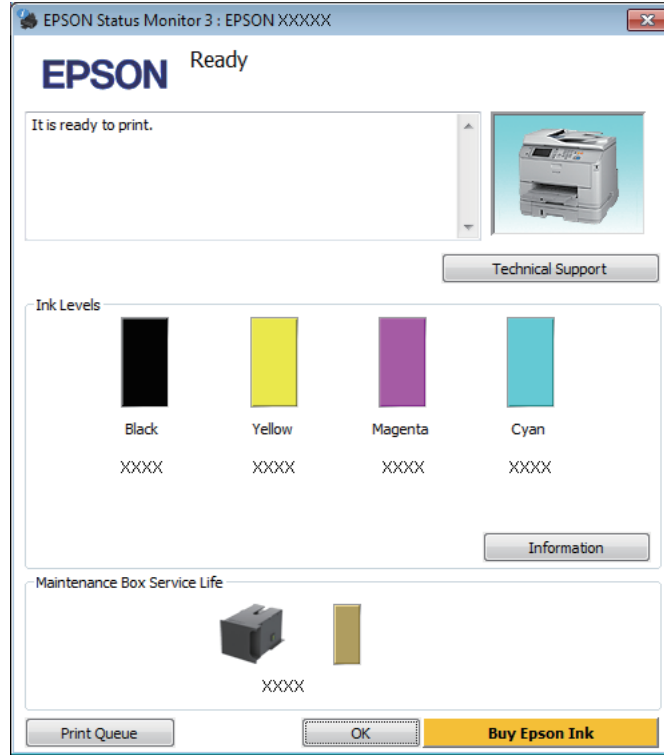 EPSON Status Monitor 3 : EPSON XXXXX
EPSON
Ready
It is ready to print.
Technical Support
Ink Levels
Black Yellow Magenta Cyan
XXXX XXXX XXXX XXXX
Information
Maintenance Box Service Life
XXXX
Print Queue OK Buy Epson Ink